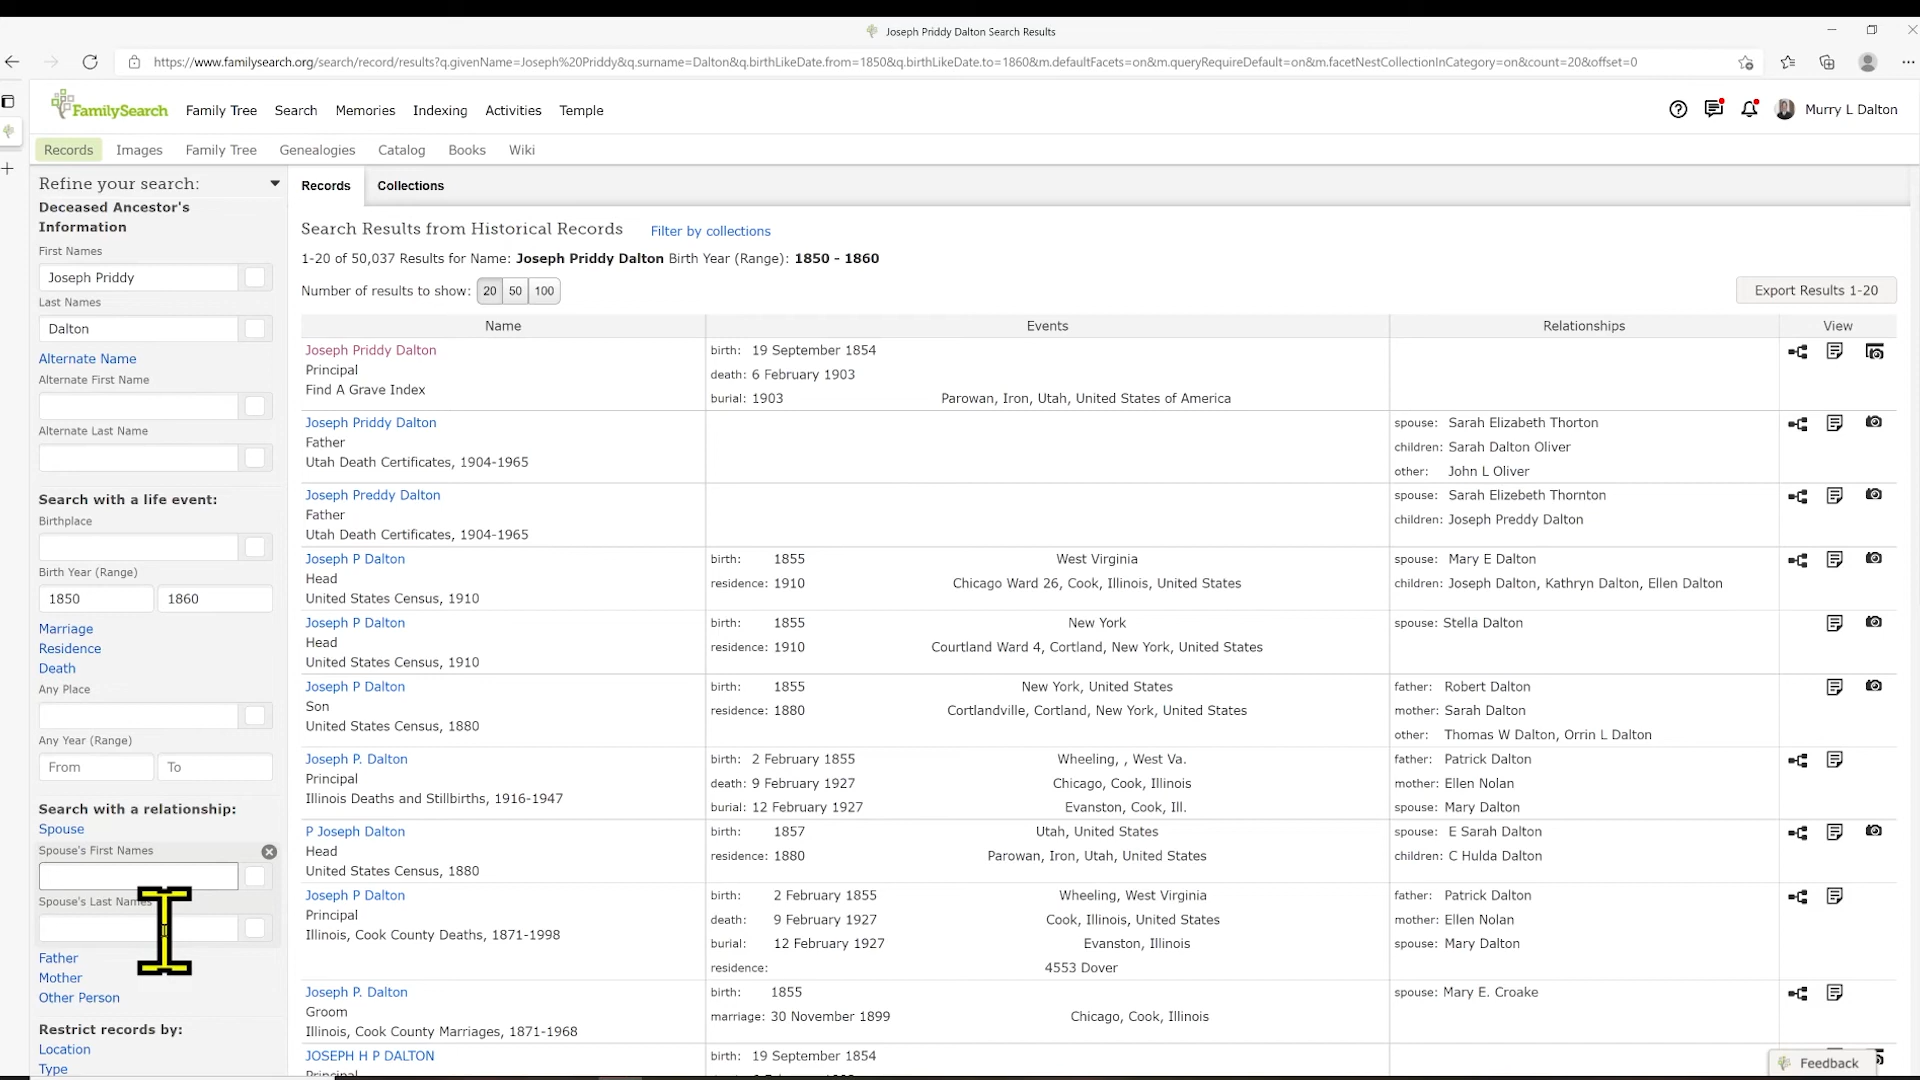 Joseph Priddy Dalton Search Results
https://www.familysearch.org/search/record/results?q.givenName=Joseph%20Priddy&q.surname=Dalton&q.birthLikeDate.from=1850&q.birthLikeDate.to=1860&m.defaultFacets=on&m.queryRequireDefault=on&m.facetNestCollectionInCategory=on&count=20&offset=0
FamilySearch Family Tree Search Memories Indexing Activities Temple Murry L Dalton
Records Images Family Tree Genealogies Catalog Books Wiki
Refine your search:
Deceased Ancestor's
Information
First Names
Joseph Priddy
Last Names
Dalton
Alternate Name
Alternate First Name
Alternate Last Name
Search with a life event:
Birthplace
Birth Year (Range)
1850 1860
Marriage
Residence
Death
Any Place
Any Year (Range)
From To
Search with a relationship:
Spouse
Spouse's First Names
Spouse's Last Names
Father
Mother
Other Person
Restrict records by:
Location
Type
Records Collections
Search Results from Historical Records Filter by collections
1-20 of 50,037 Results for Name: Joseph Priddy Dalton Birth Year (Range): 1850 - 1860
Number of results to show: 20 50 100 Export Results 1-20
Name Events Relationships View
Joseph Priddy Dalton birth: 19 September 1854
Principal death: 6 February 1903
Find A Grave Index burial: 1903 Parowan, Iron, Utah, United States of America
Joseph Priddy Dalton spouse: Sarah Elizabeth Thorton
Father children: Sarah Dalton Oliver
Utah Death Certificates, 1904-1965 other: John L Oliver
Joseph Preddy Dalton spouse: Sarah Elizebeth Thornton
Father children: Joseph Preddy Dalton
Utah Death Certificates, 1904-1965
Joseph P Dalton birth: 1855 West Virginia spouse: Mary E Dalton
Head residence: 1910 Chicago Ward 26, Cook, Illinois, United States children: Joseph Dalton, Kathryn Dalton, Ellen Dalton
United States Census, 1910
Joseph P Dalton birth: 1855 New York spouse: Stella Dalton
Head residence: 1910 Courtland Ward 4, Cortland, New York, United States
United States Census, 1910
Joseph P Dalton birth: 1855 New York, United States father: Robert Dalton
Son residence: 1880 Cortlandville, Cortland, New York, United States mother: Sarah Dalton
United States Census, 1880 other: Thomas W Dalton, Orrin L Dalton
Joseph P. Dalton birth: 2 February 1855 Wheeling, , West Va. father: Patrick Dalton
Principal death: 9 February 1927 Chicago, Cook, Illinois mother: Ellen Nolan
Illinois Deaths and Stillbirths, 1916-1947 burial: 12 February 1927 Evanston, Cook, Ill. spouse: Mary Dalton
P Joseph Dalton birth: 1857 Utah, United States spouse: E Sarah Dalton
Head residence: 1880 Parowan, Iron, Utah, United States children: C Hulda Dalton
United States Census, 1880
Joseph P Dalton birth: 2 February 1855 Wheeling, West Virginia father: Patrick Dalton
Principal death: 9 February 1927 Cook, Illinois, United States mother: Ellen Nolan
Illinois, Cook County Deaths, 1871-1998 burial: 12 February 1927 Evanston, Illinois spouse: Mary Dalton
residence: 4553 Dover
Joseph P. Dalton birth: 1855 spouse: Mary E. Croake
Groom marriage: 30 November 1899 Chicago, Cook, Illinois
Illinois, Cook County Marriages, 1871-1968
JOSEPH H P DALTON birth: 19 September 1854
Principal
Feedback